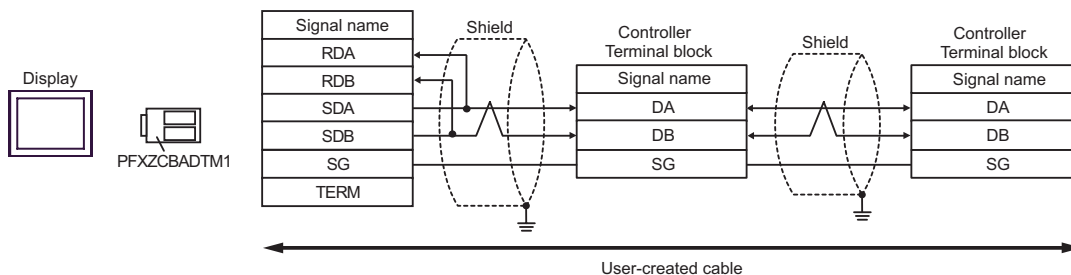 Display
PFXZCBADTM1
Signal name
RDA
RDB
SDA
SDB
SG
TERM
Shield
Controller
Terminal block
Signal name
DA
DB
SG
Shield
Controller
Terminal block
Signal name
DA
DB
SG
User-created cable